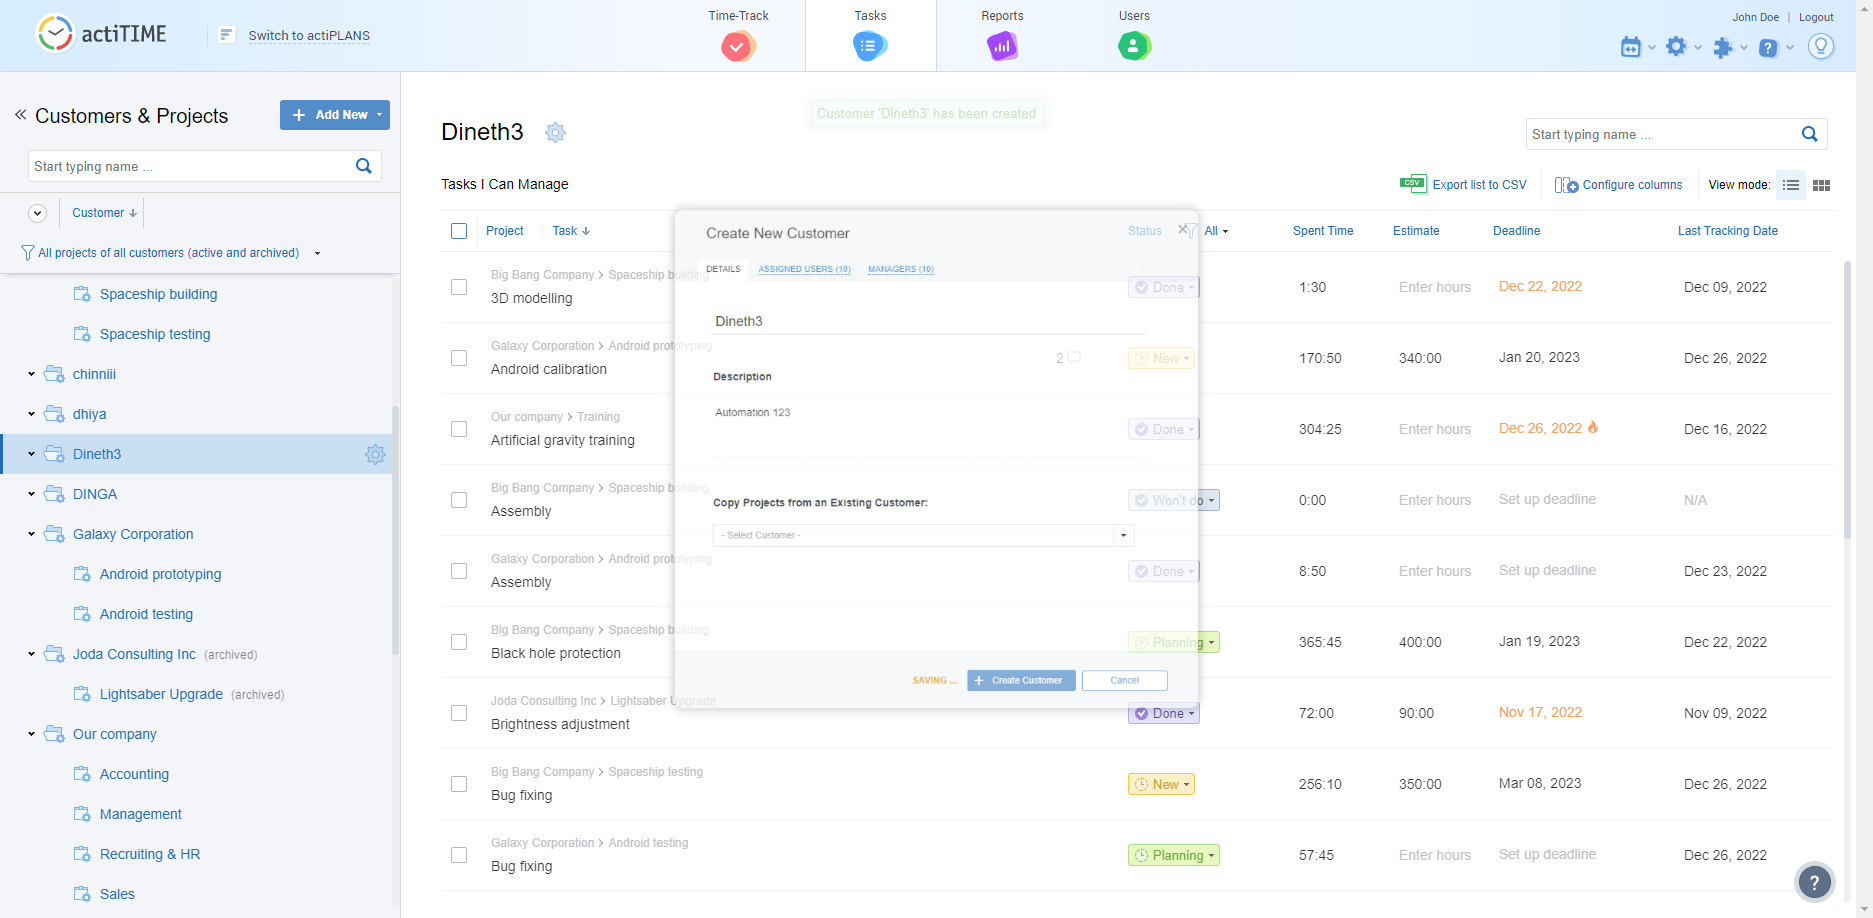 actiTIME
Switch to actiPLANS
Time-Track
Tasks
Reports
Users
John Doe | Logout
Customers & Projects
Add New
Start typing name ...
Customer
All projects of all customers (active and archived)
Spaceship building
Spaceship testing
chinniii
dhiya
Dineth3
DINGA
Galaxy Corporation
Android prototyping
Android testing
Joda Consulting Inc (archived)
Lightsaber Upgrade (archived)
Our company
Accounting
Management
Recruiting & HR
Sales
Dineth3
Customer 'Dineth3' has been created
Start typing name ...
Tasks I Can Manage
CSV Export list to CSV
Configure columns
View mode:
Project Task Status All Spent Time Estimate Deadline Last Tracking Date
Big Bang Company > Spaceship building
3D modelling Done 1:30 Enter hours Dec 22, 2022 Dec 09, 2022
Galaxy Corporation > Android prototyping
Android calibration New 170:50 340:00 Jan 20, 2023 Dec 26, 2022
Our company > Training
Artificial gravity training Done 304:25 Enter hours Dec 26, 2022 Dec 16, 2022
Big Bang Company > Spaceship building
Assembly Won't do 0:00 Enter hours Set up deadline N/A
Galaxy Corporation > Android prototyping
Assembly Done 8:50 Enter hours Set up deadline Dec 23, 2022
Big Bang Company > Spaceship building
Black hole protection Planning 365:45 400:00 Jan 19, 2023 Dec 22, 2022
Joda Consulting Inc > Lightsaber Upgrade
Brightness adjustment Done 72:00 90:00 Nov 17, 2022 Nov 09, 2022
Big Bang Company > Spaceship testing
Bug fixing New 256:10 350:00 Mar 08, 2023 Dec 26, 2022
Galaxy Corporation > Android testing
Bug fixing Planning 57:45 Enter hours Set up deadline Dec 26, 2022
Create New Customer
DETAILS ASSIGNED USERS (10) MANAGERS (10)
Dineth3
2
Description
Automation 123
Copy Projects from an Existing Customer:
- Select Customer -
SAVING ... Create Customer Cancel
?